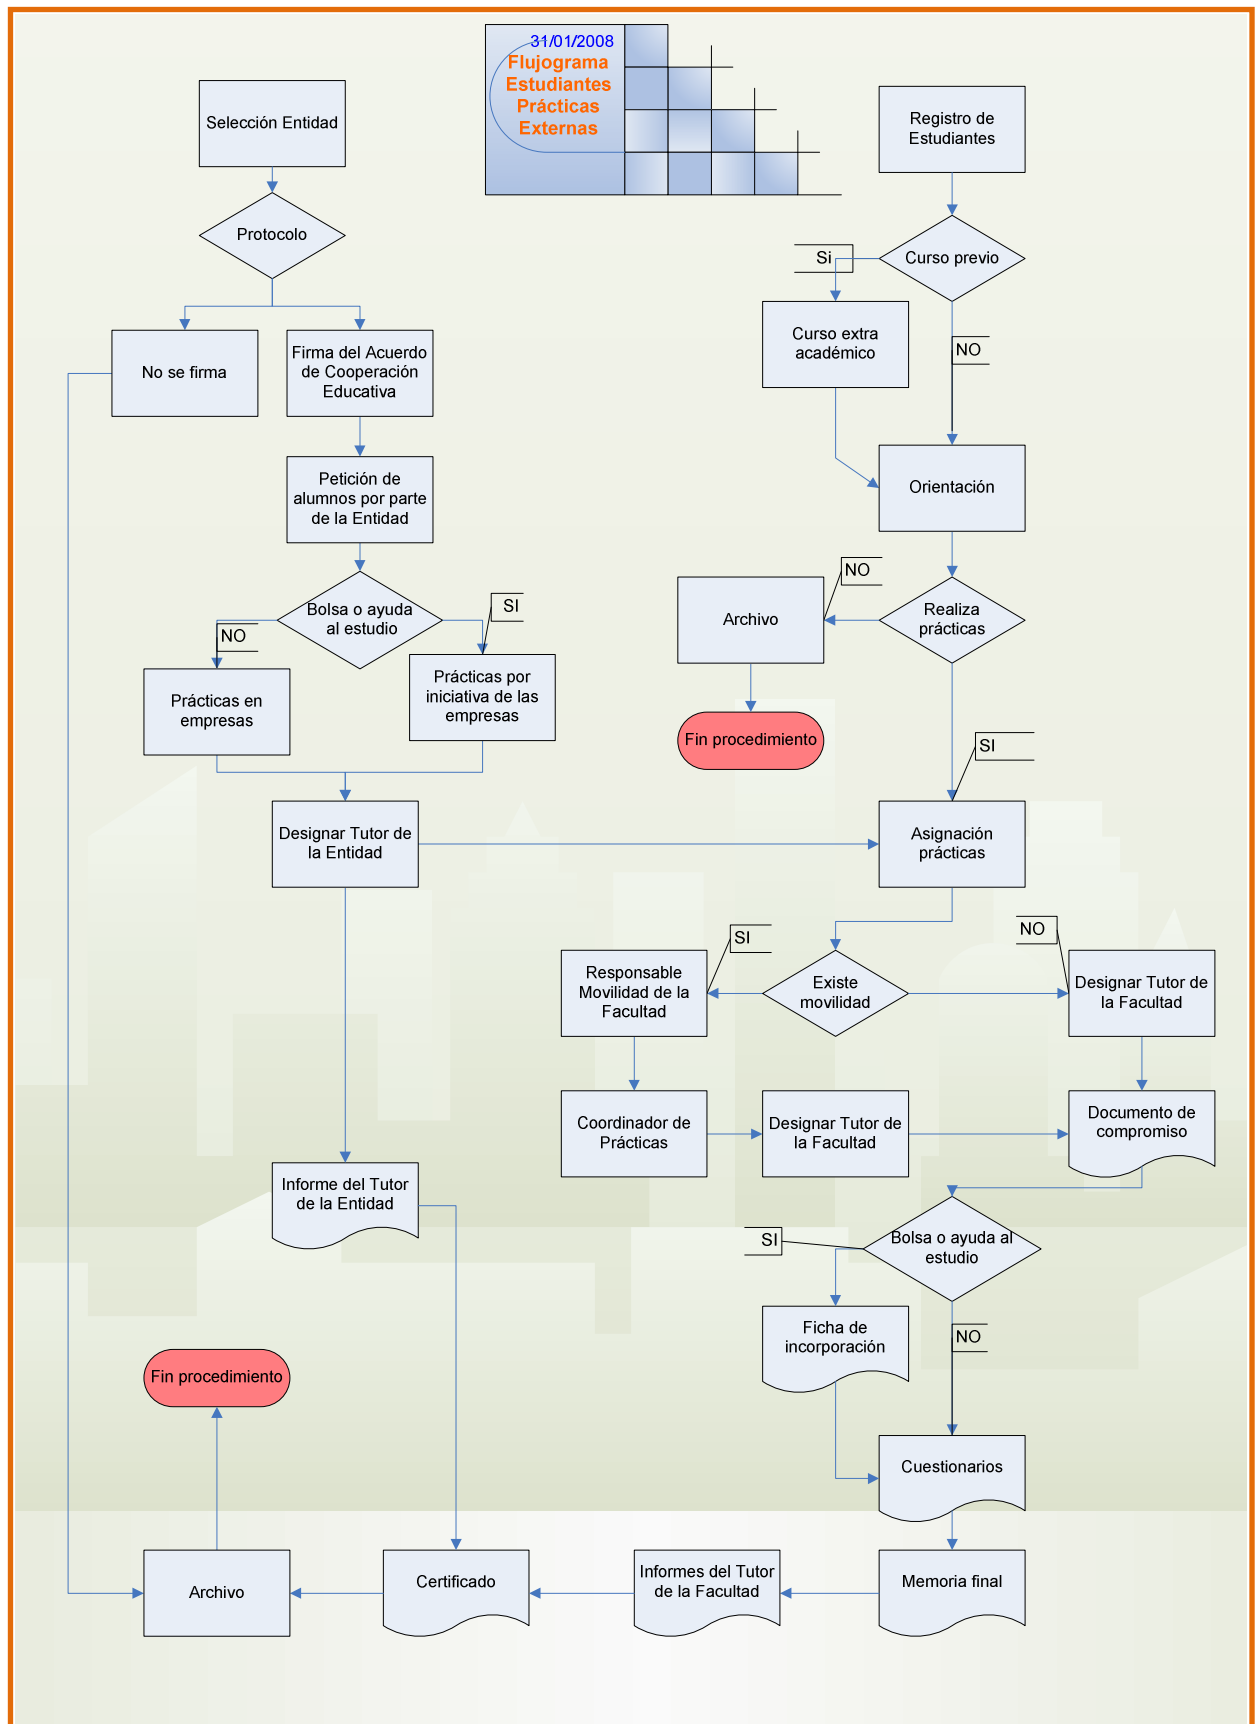 31/01/2008
Flujograma
Estudiantes
Prácticas
Externas
Selección Entidad
Registro de
Estudiantes
Protocolo
Curso previo
Si
No se firma
Firma del Acuerdo
de Cooperación
Educativa
Curso extra
académico
NO
Petición de
alumnos por parte
de la Entidad
Orientación
Bolsa o ayuda
al estudio
NO
SI
Archivo
NO
Realiza
prácticas
Prácticas en
empresas
Prácticas por
iniciativa de las
empresas
Fin procedimiento
SI
Designar Tutor de
la Entidad
Asignación
prácticas
SI
NO
Responsable
Movilidad de la
Facultad
Existe
movilidad
Designar Tutor de
la Facultad
Coordinador de
Prácticas
Designar Tutor de
la Facultad
Documento de
compromiso
Informe del Tutor
de la Entidad
SI
Bolsa o ayuda al
estudio
Ficha de
incorporación
NO
Fin procedimiento
Cuestionarios
Archivo
Certificado
Informes del Tutor
de la Facultad
Memoria final